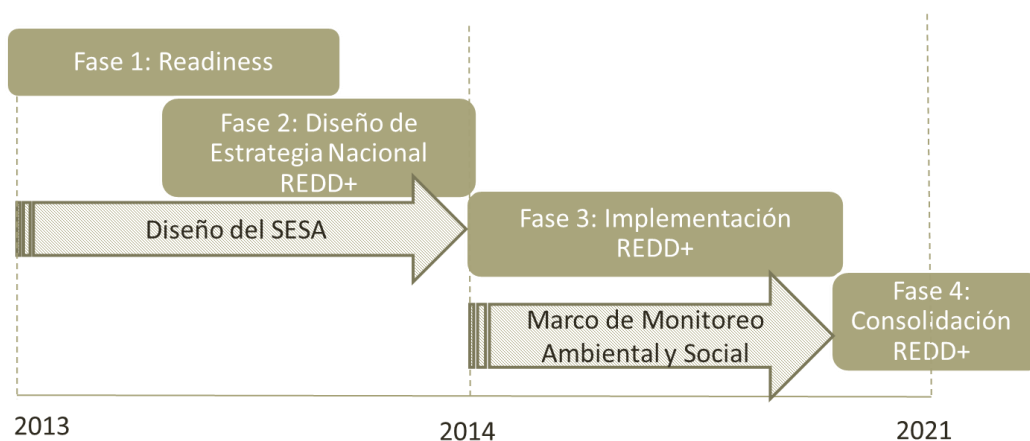 Fase 1: Readiness
Fase 2: Diseño de
Estrategia Nacional
REDD+
Diseño del SESA
Fase 3: Implementación
REDD+
Marco de Monitoreo
Ambiental y Social
Fase 4:
Consolidación
REDD+
2013
2014
2021